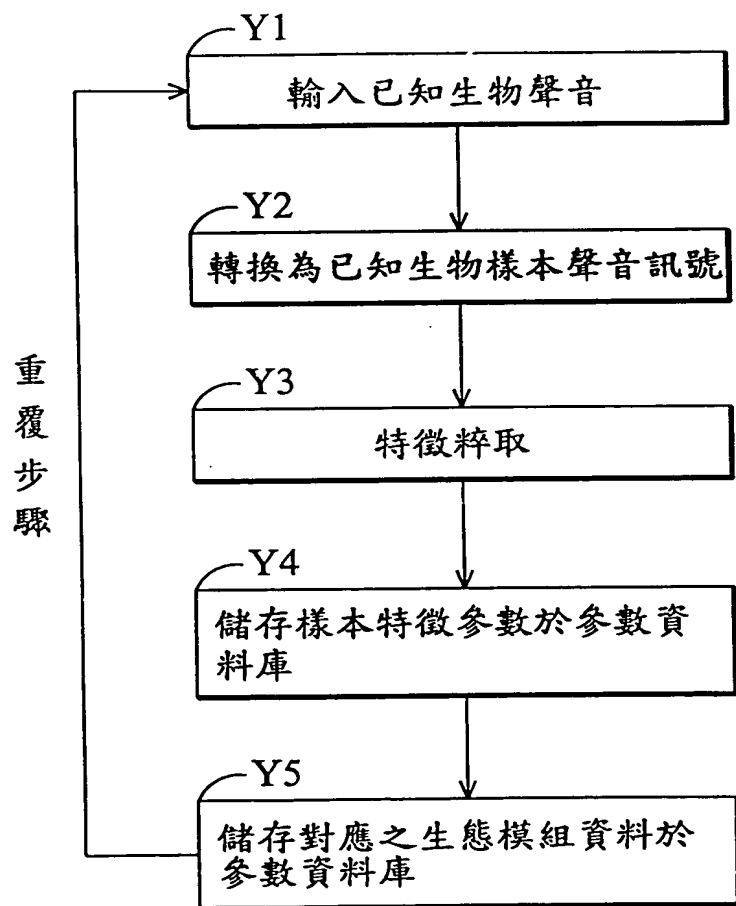 Y1
輸入已知生物聲音
Y2
轉換為已知生物樣本聲音訊號
Y3
特徵粹取
Y4
儲存樣本特徵參數於參數資
料庫
Y5
儲存對應之生態模組資料於
參數資料庫
重覆步驟